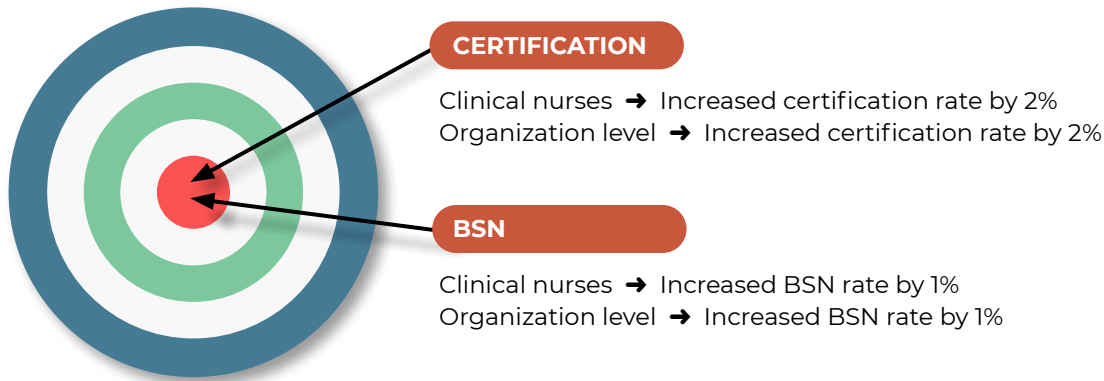 CERTIFICATION
Clinical nurses ➜ Increased certification rate by 2%
Organization level ➜ Increased certification rate by 2%
BSN
Clinical nurses ➜ Increased BSN rate by 1%
Organization level ➜ Increased BSN rate by 1%